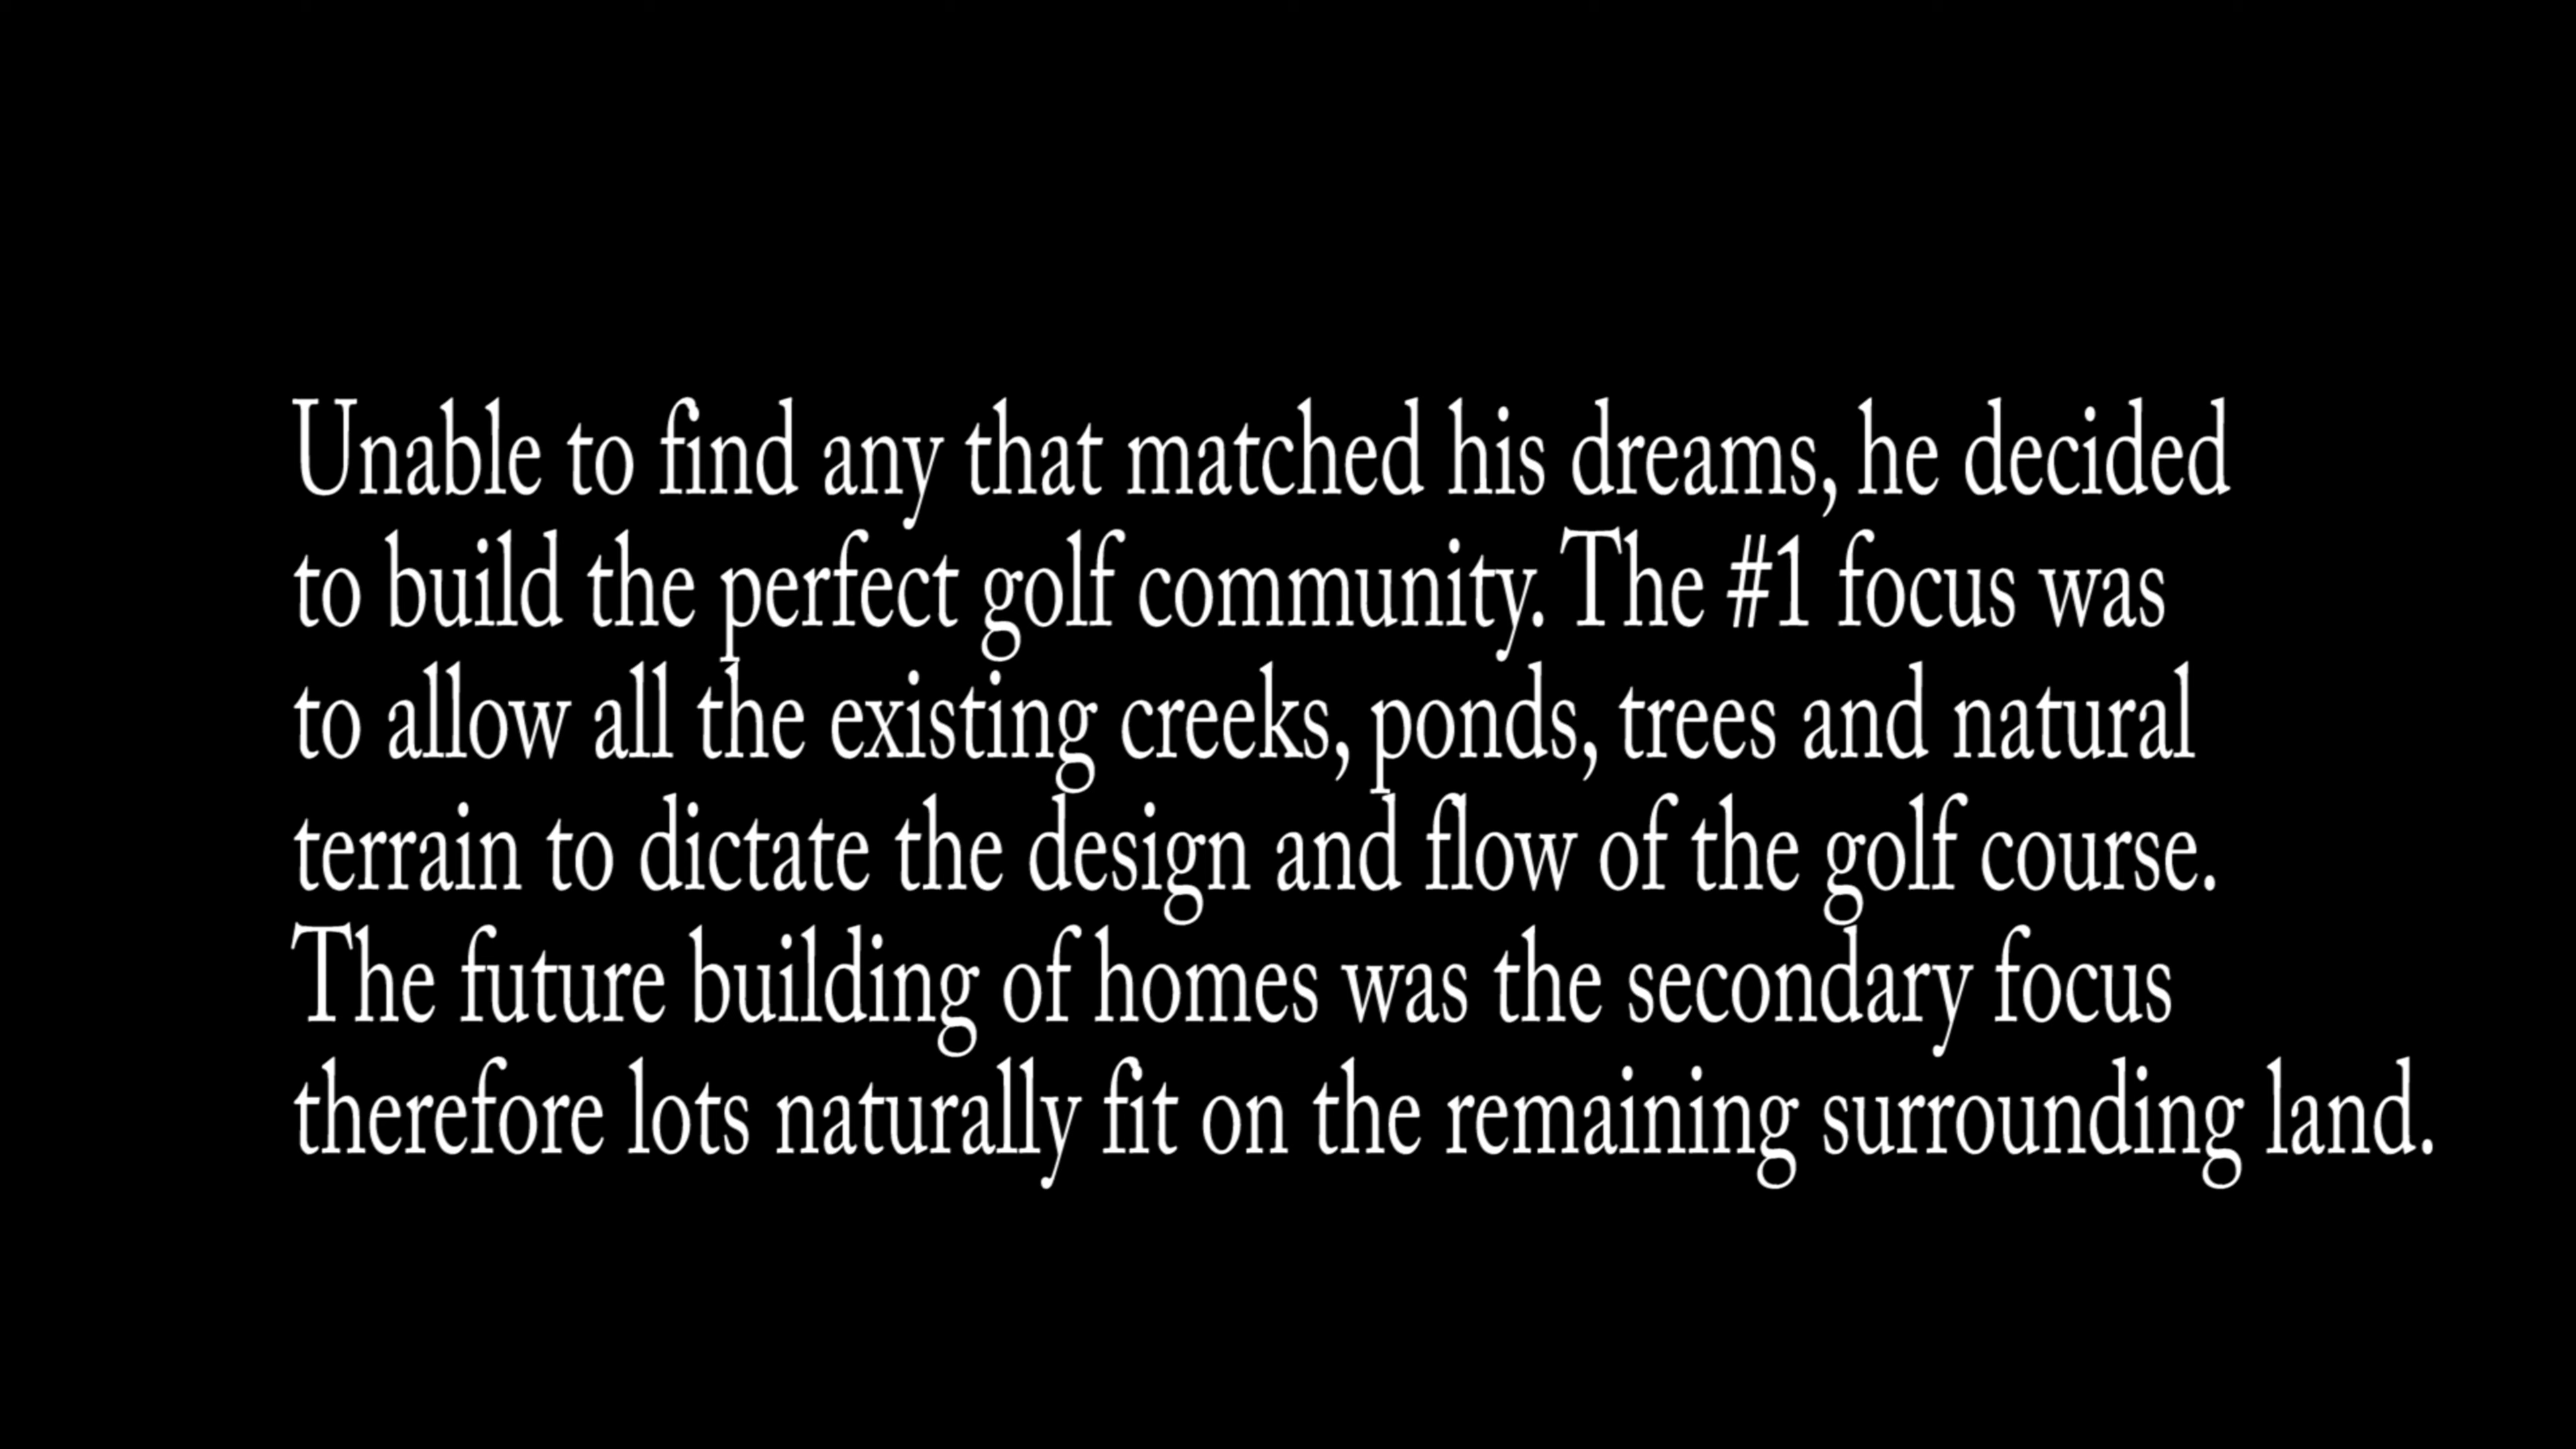 Unable to find any that matched his dreams, he decided
to build the perfect golf community. The #1 focus was
to allow all the existing creeks, ponds, trees and natural
terrain to dictate the design and flow of the golf course.
The future building of homes was the secondary focus
therefore lots naturally fit on the remaining surrounding land.